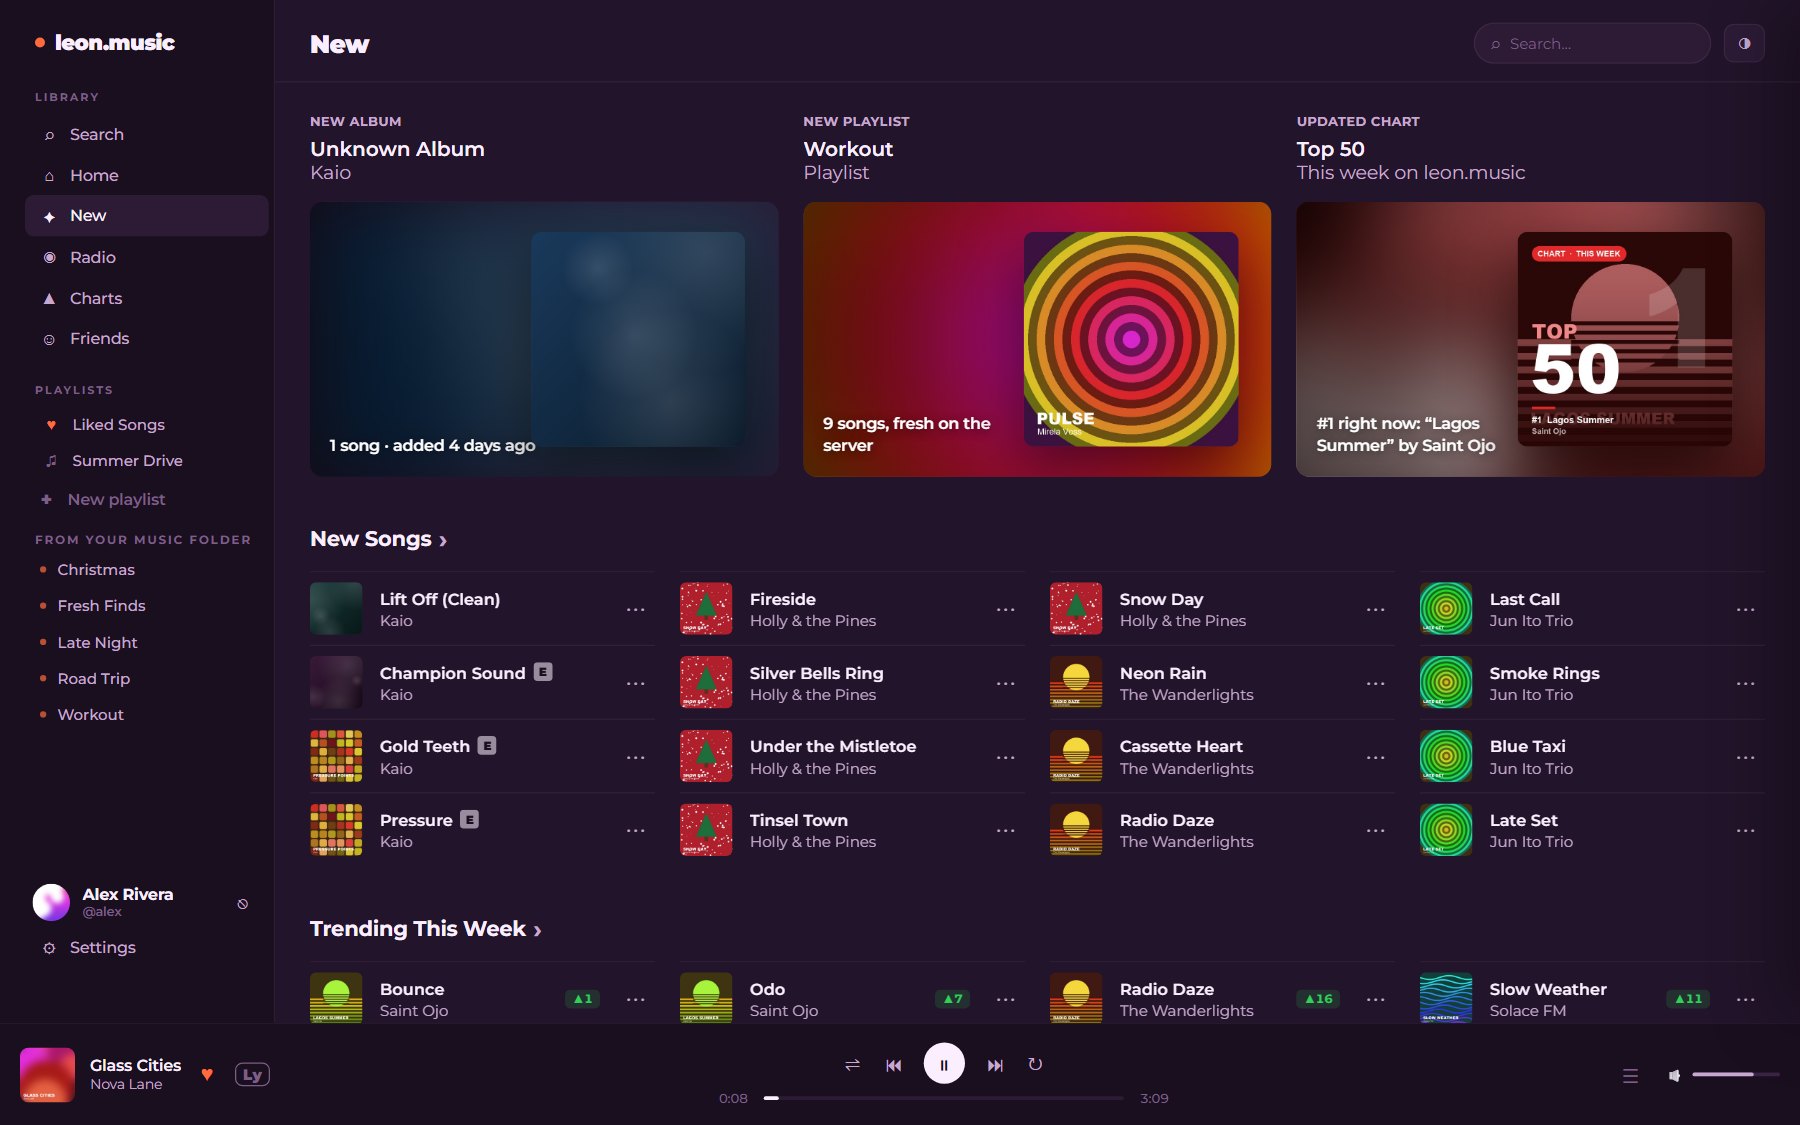 leon.music
LIBRARY
Search
Home
New
Radio
Charts
Friends
PLAYLISTS
Liked Songs
Summer Drive
New playlist
FROM YOUR MUSIC FOLDER
Christmas
Fresh Finds
Late Night
Road Trip
Workout
Alex Rivera
@alex
Settings
New
Search...
NEW ALBUM
Unknown Album
Kaio
1 song · added 4 days ago
NEW PLAYLIST
Workout
Playlist
9 songs, fresh on the
server
PULSE
Mirela Voss
UPDATED CHART
Top 50
This week on leon.music
#1 right now: “Lagos
Summer” by Saint Ojo
CHART · THIS WEEK
1
TOP
50
LAGOS SUMMER
#1 Lagos Summer
Saint Ojo
New Songs ›
Lift Off (Clean)
Kaio
Fireside
Holly & the Pines
Snow Day
Holly & the Pines
Last Call
Jun Ito Trio
Champion Sound E
Kaio
Silver Bells Ring
Holly & the Pines
Neon Rain
The Wanderlights
Smoke Rings
Jun Ito Trio
Gold Teeth E
Kaio
Under the Mistletoe
Holly & the Pines
Cassette Heart
The Wanderlights
Blue Taxi
Jun Ito Trio
Pressure E
Kaio
Tinsel Town
Holly & the Pines
Radio Daze
The Wanderlights
Late Set
Jun Ito Trio
Trending This Week ›
Bounce
Saint Ojo
▲1
Odo
Saint Ojo
▲7
Radio Daze
The Wanderlights
▲16
Slow Weather
Solace FM
▲11
Glass Cities
Nova Lane
Ly
0:08
3:09